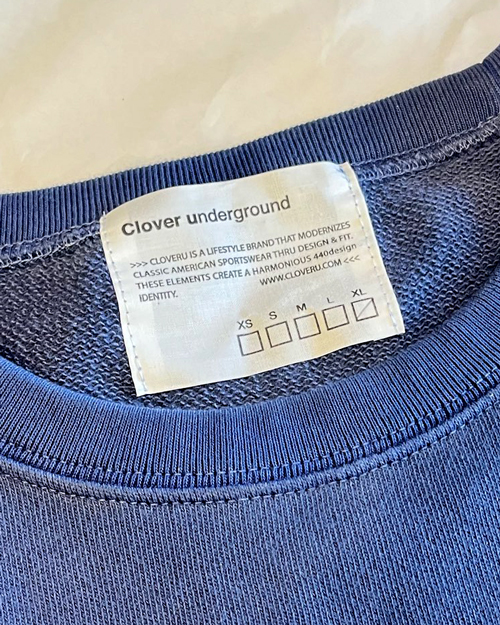 Clover underground
>>> CLOVERU IS A LIFESTYLE BRAND THAT MODERNIZES
CLASSIC AMERICAN SPORTSWEAR THRU DESIGN & FIT.
THESE ELEMENTS CREATE A HARMONIOUS 440design
IDENTITY. WWW.CLOVERU.COM <<<
XS S M L XL